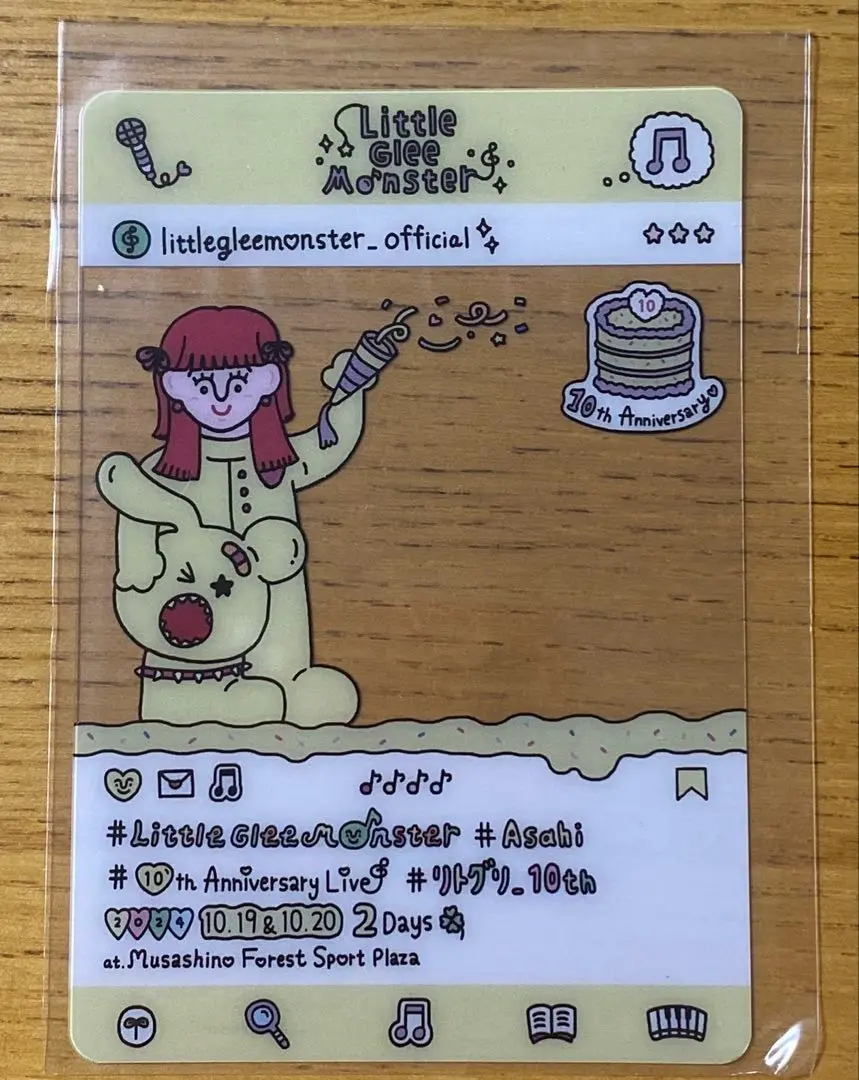 Little
Glee
Monster
littlegleemonster_official
10
10th Anniversary
#LittleGleeMonster #Asahi
#10th Anniversary Live #リトグリ_10th
2024 10.19&10.20 2Days
at.Musashino Forest Sport Plaza